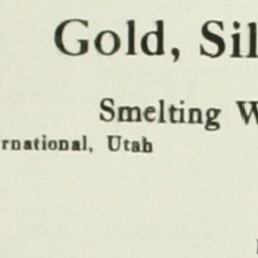 Gold, Sil
Smelting W
rnational, Utah